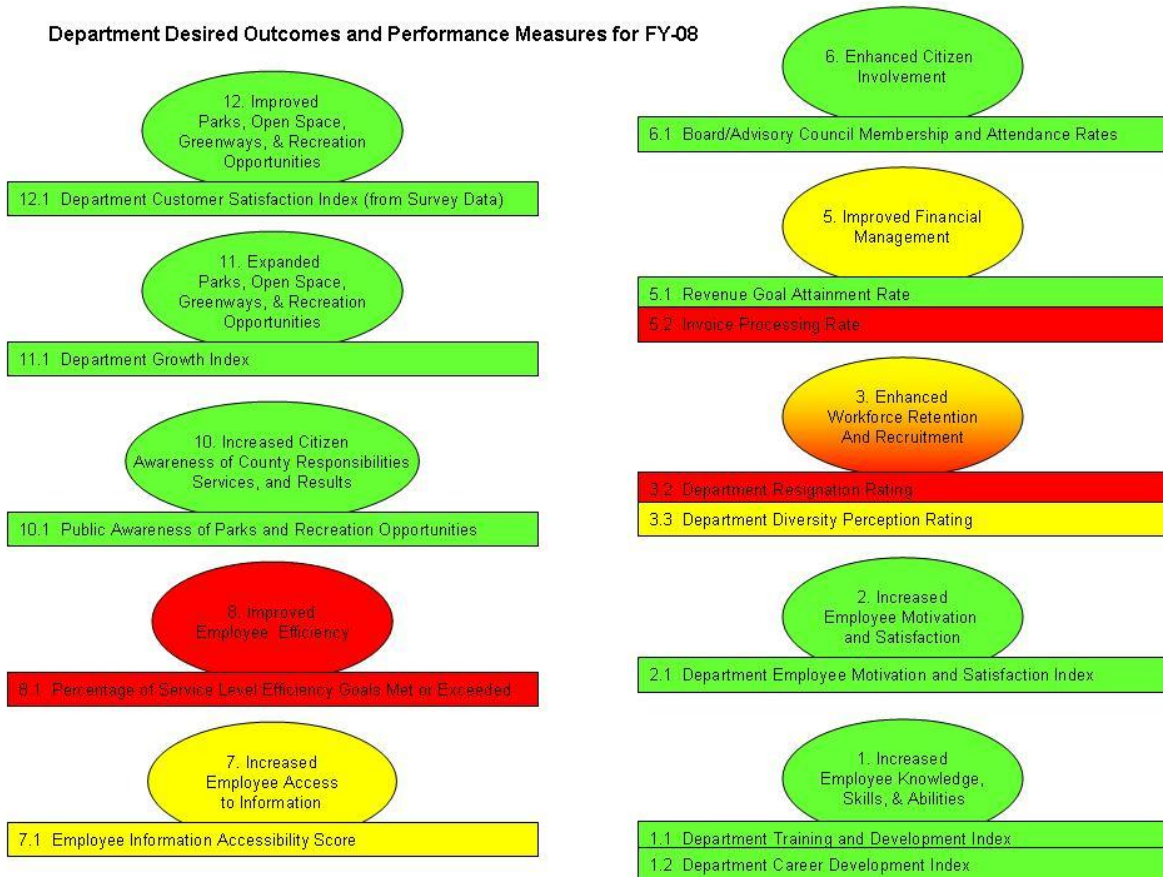 Department Desired Outcomes and Performance Measures for FY-08
12. Improved
Parks, Open Space,
Greenways, & Recreation
Opportunities
12.1 Department Customer Satisfaction Index (from Survey Data)
11. Expanded
Parks, Open Space,
Greenways, & Recreation
Opportunities
11.1 Department Growth Index
10. Increased Citizen
Awareness of County Responsibilities
Services, and Results
10.1 Public Awareness of Parks and Recreation Opportunities
8. Improved
Employee Efficiency
8.1 Percentage of Service Level Efficiency Goals Met or Exceeded
7. Increased
Employee Access
to Information
7.1 Employee Information Accessibility Score
6. Enhanced Citizen
Involvement
6.1 Board/Advisory Council Membership and Attendance Rates
5. Improved Financial
Management
5.1 Revenue Goal Attainment Rate
5.2 Invoice Processing Rate
3. Enhanced
Workforce Retention
And Recruitment
3.2 Department Resignation Rating
3.3 Department Diversity Perception Rating
2. Increased
Employee Motivation
and Satisfaction
2.1 Department Employee Motivation and Satisfaction Index
1. Increased
Employee Knowledge,
Skills, & Abilities
1.1 Department Training and Development Index
1.2 Department Career Development Index